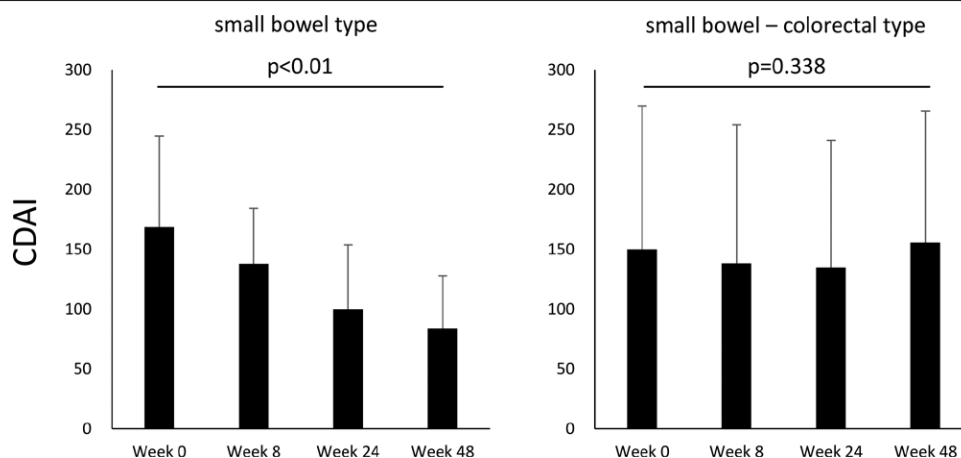 small bowel type
p<0.01
CDAI
300
250
200
150
100
50
0
Week 0 Week 8 Week 24 Week 48
small bowel – colorectal type
p=0.338
300
250
200
150
100
50
0
Week 0 Week 8 Week 24 Week 48